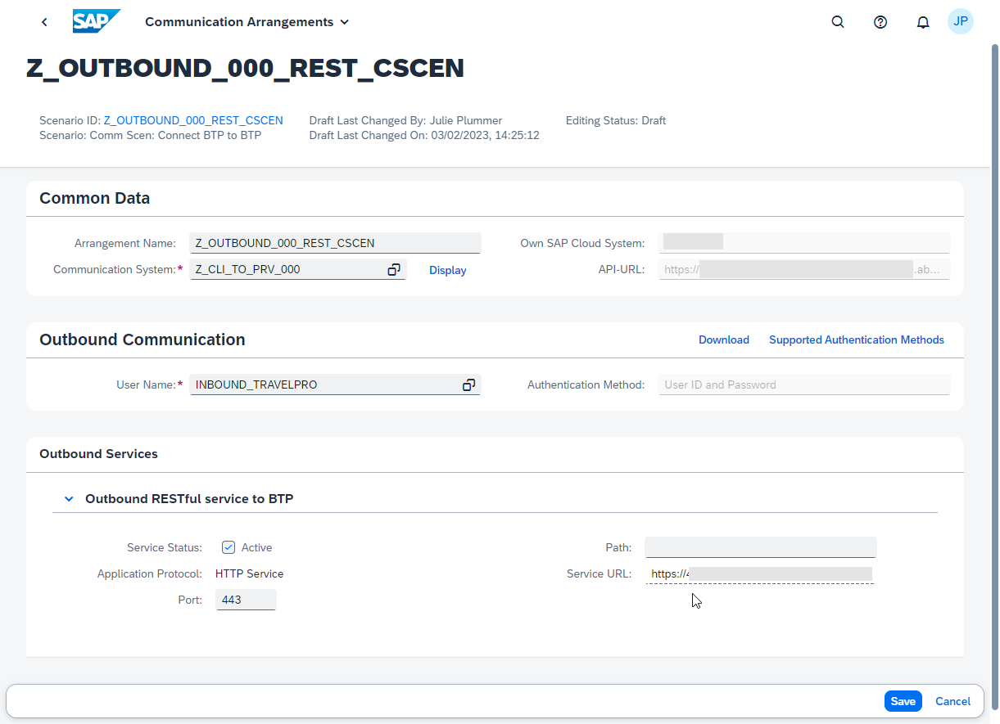 SAP Communication Arrangements JP
Z_OUTBOUND_000_REST_CSCEN
Scenario ID: Z_OUTBOUND_000_REST_CSCEN Draft Last Changed By: Julie Plummer Editing Status: Draft
Scenario: Comm Scen: Connect BTP to BTP Draft Last Changed On: 03/02/2023, 14:25:12
Common Data
Arrangement Name: Z_OUTBOUND_000_REST_CSCEN Own SAP Cloud System:
Communication System:* Z_CLI_TO_PRV_000 Display API-URL: https:// .ab...
Outbound Communication Download Supported Authentication Methods
User Name:* INBOUND_TRAVELPRO Authentication Method: User ID and Password
Outbound Services
Outbound RESTful service to BTP
Service Status: Active Path:
Application Protocol: HTTP Service Service URL: https://
Port: 443
Save Cancel